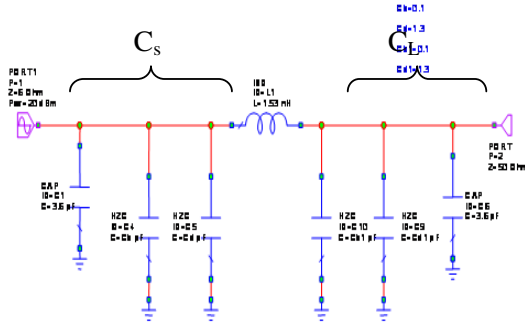 Cb=0.1
Cd=1.3
Cb1=0.1
Cd1=1.3
CS
CL
PORT1
P=1
Z=6 Ohm
Pwr=20 dBm
IND
ID=L1
L=1.53 nH
PORT
P=2
Z=50 Ohm
CAP
ID=C1
C=3.6 pF
HZC
ID=C4
C=Cb pF
HZC
ID=C5
C=Cd pF
HZC
ID=C10
C=Cb1 pF
HZC
ID=C9
C=Cd1 pF
CAP
ID=C6
C=3.6 pF